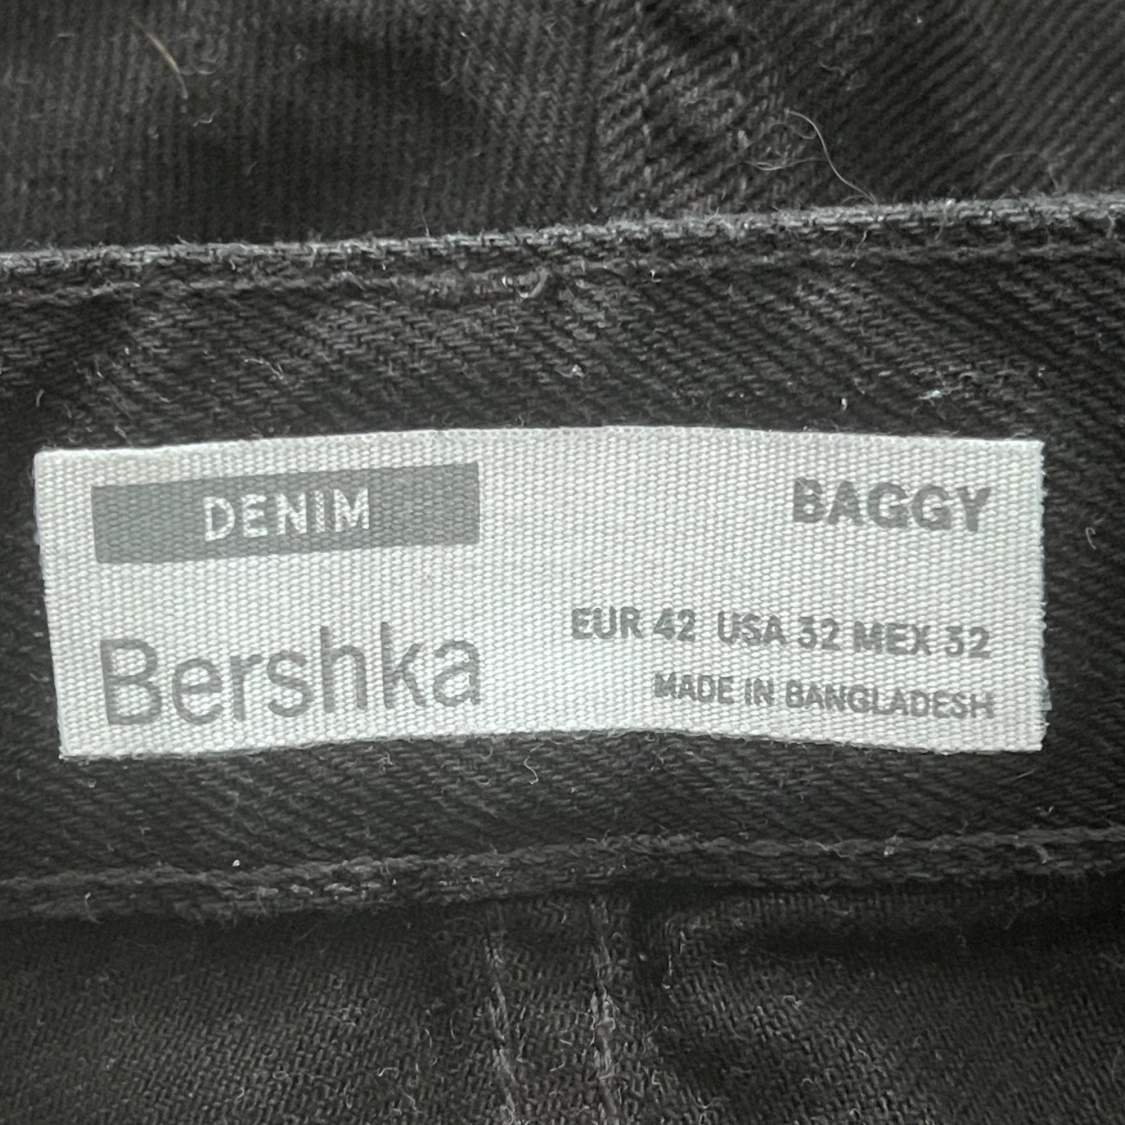 DENIM
BAGGY
Bershka
EUR 42 USA 32 MEX 32
MADE IN BANGLADESH